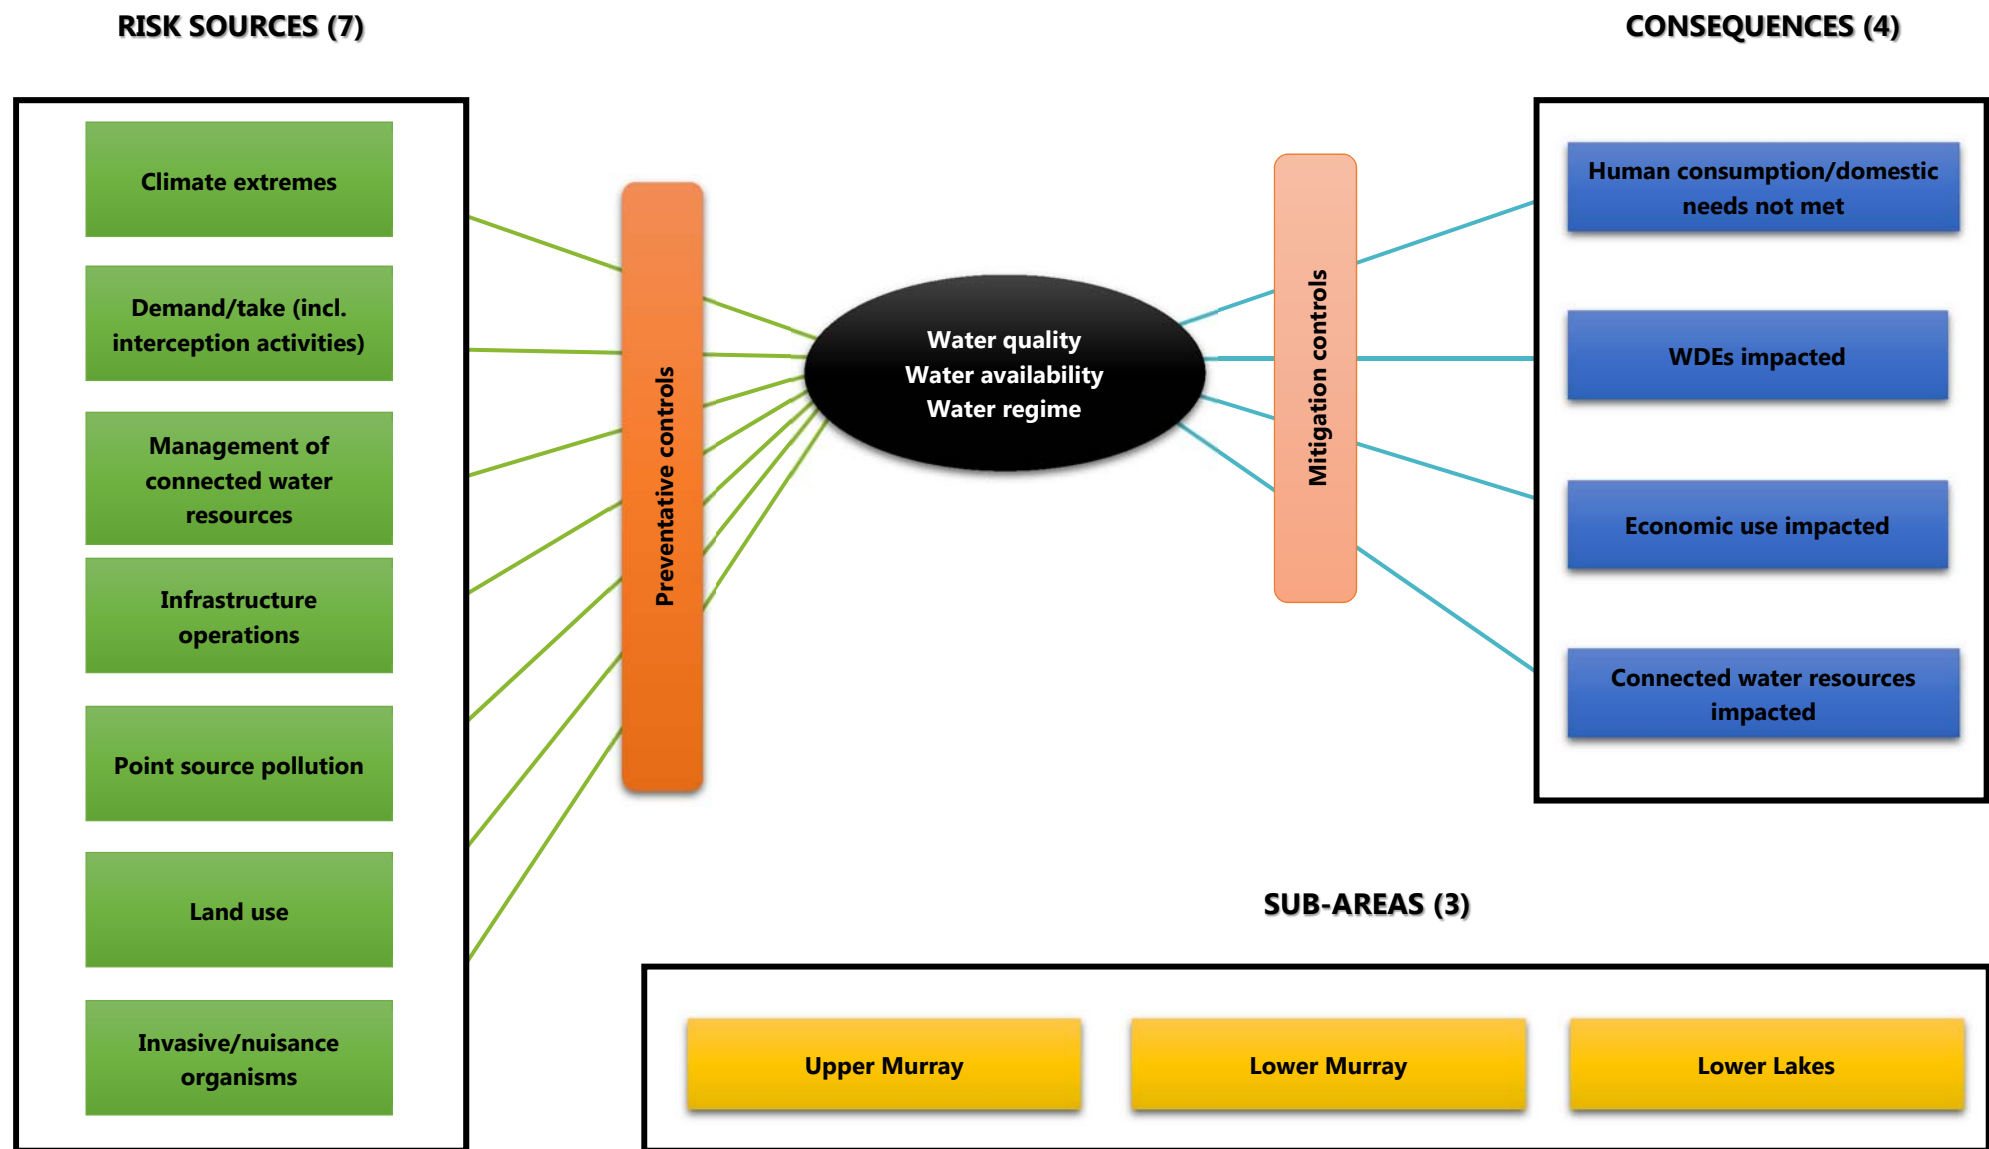 RISK SOURCES (7)
CONSEQUENCES (4)
Climate extremes
Demand/take (incl.
interception activities)
Management of
connected water
resources
Infrastructure
operations
Point source pollution
Land use
Invasive/nuisance
organisms
Preventative controls
Water quality
Water availability
Water regime
Mitigation controls
Human consumption/domestic
needs not met
WDEs impacted
Economic use impacted
Connected water resources
impacted
SUB-AREAS (3)
Upper Murray
Lower Murray
Lower Lakes